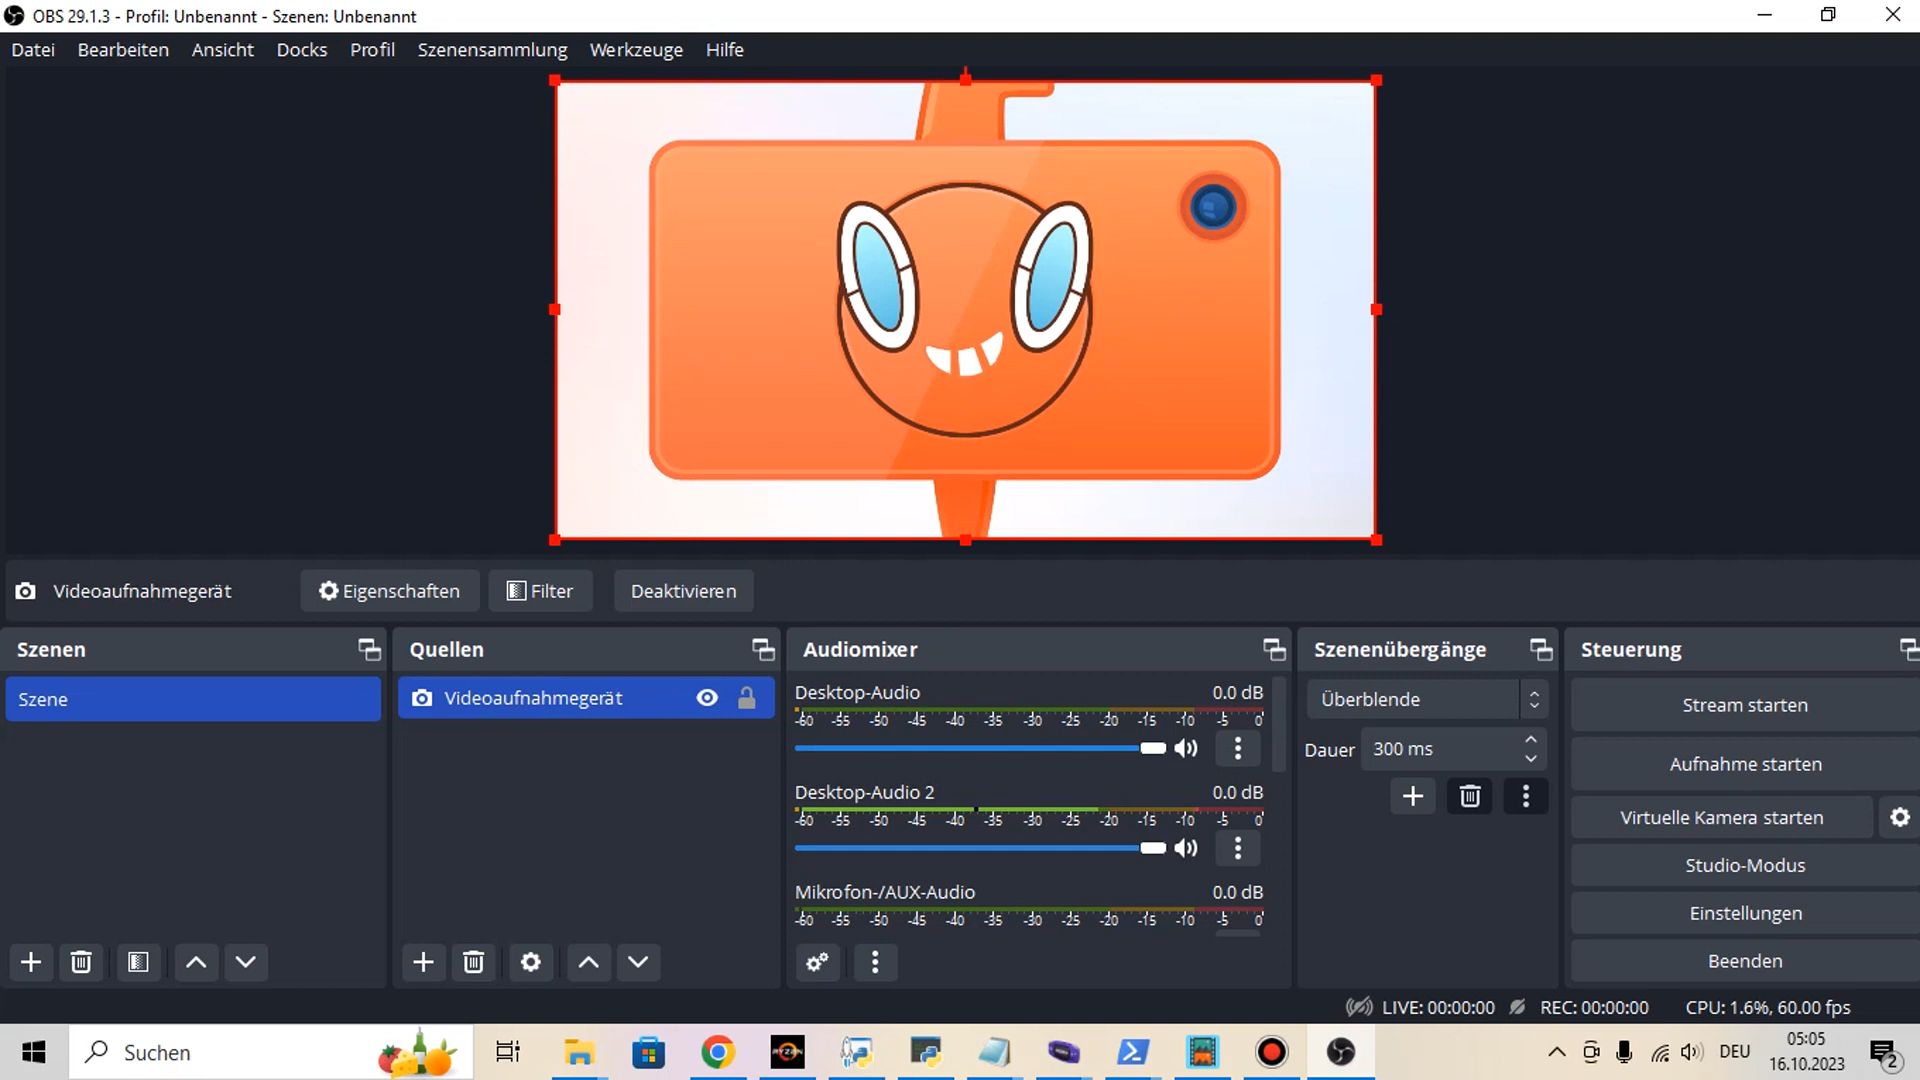 OBS 29.1.3 - Profil: Unbenannt - Szenen: Unbenannt
Datei Bearbeiten Ansicht Docks Profil Szenensammlung Werkzeuge Hilfe
Videoaufnahmegerät Eigenschaften Filter Deaktivieren
Szenen Quellen Audiomixer Szenenübergänge Steuerung
Szene
Videoaufnahmegerät
Desktop-Audio 0.0 dB
-60 -55 -50 -45 -40 -35 -30 -25 -20 -15 -10 -5 0
Desktop-Audio 2 0.0 dB
-60 -55 -50 -45 -40 -35 -30 -25 -20 -15 -10 -5 0
Mikrofon-/AUX-Audio 0.0 dB
-60 -55 -50 -45 -40 -35 -30 -25 -20 -15 -10 -5 0
Überblende
Dauer 300 ms
Stream starten
Aufnahme starten
Virtuelle Kamera starten
Studio-Modus
Einstellungen
Beenden
LIVE: 00:00:00 REC: 00:00:00 CPU: 1.6%, 60.00 fps
Suchen
RYZEN
DEU
05:05
16.10.2023
2